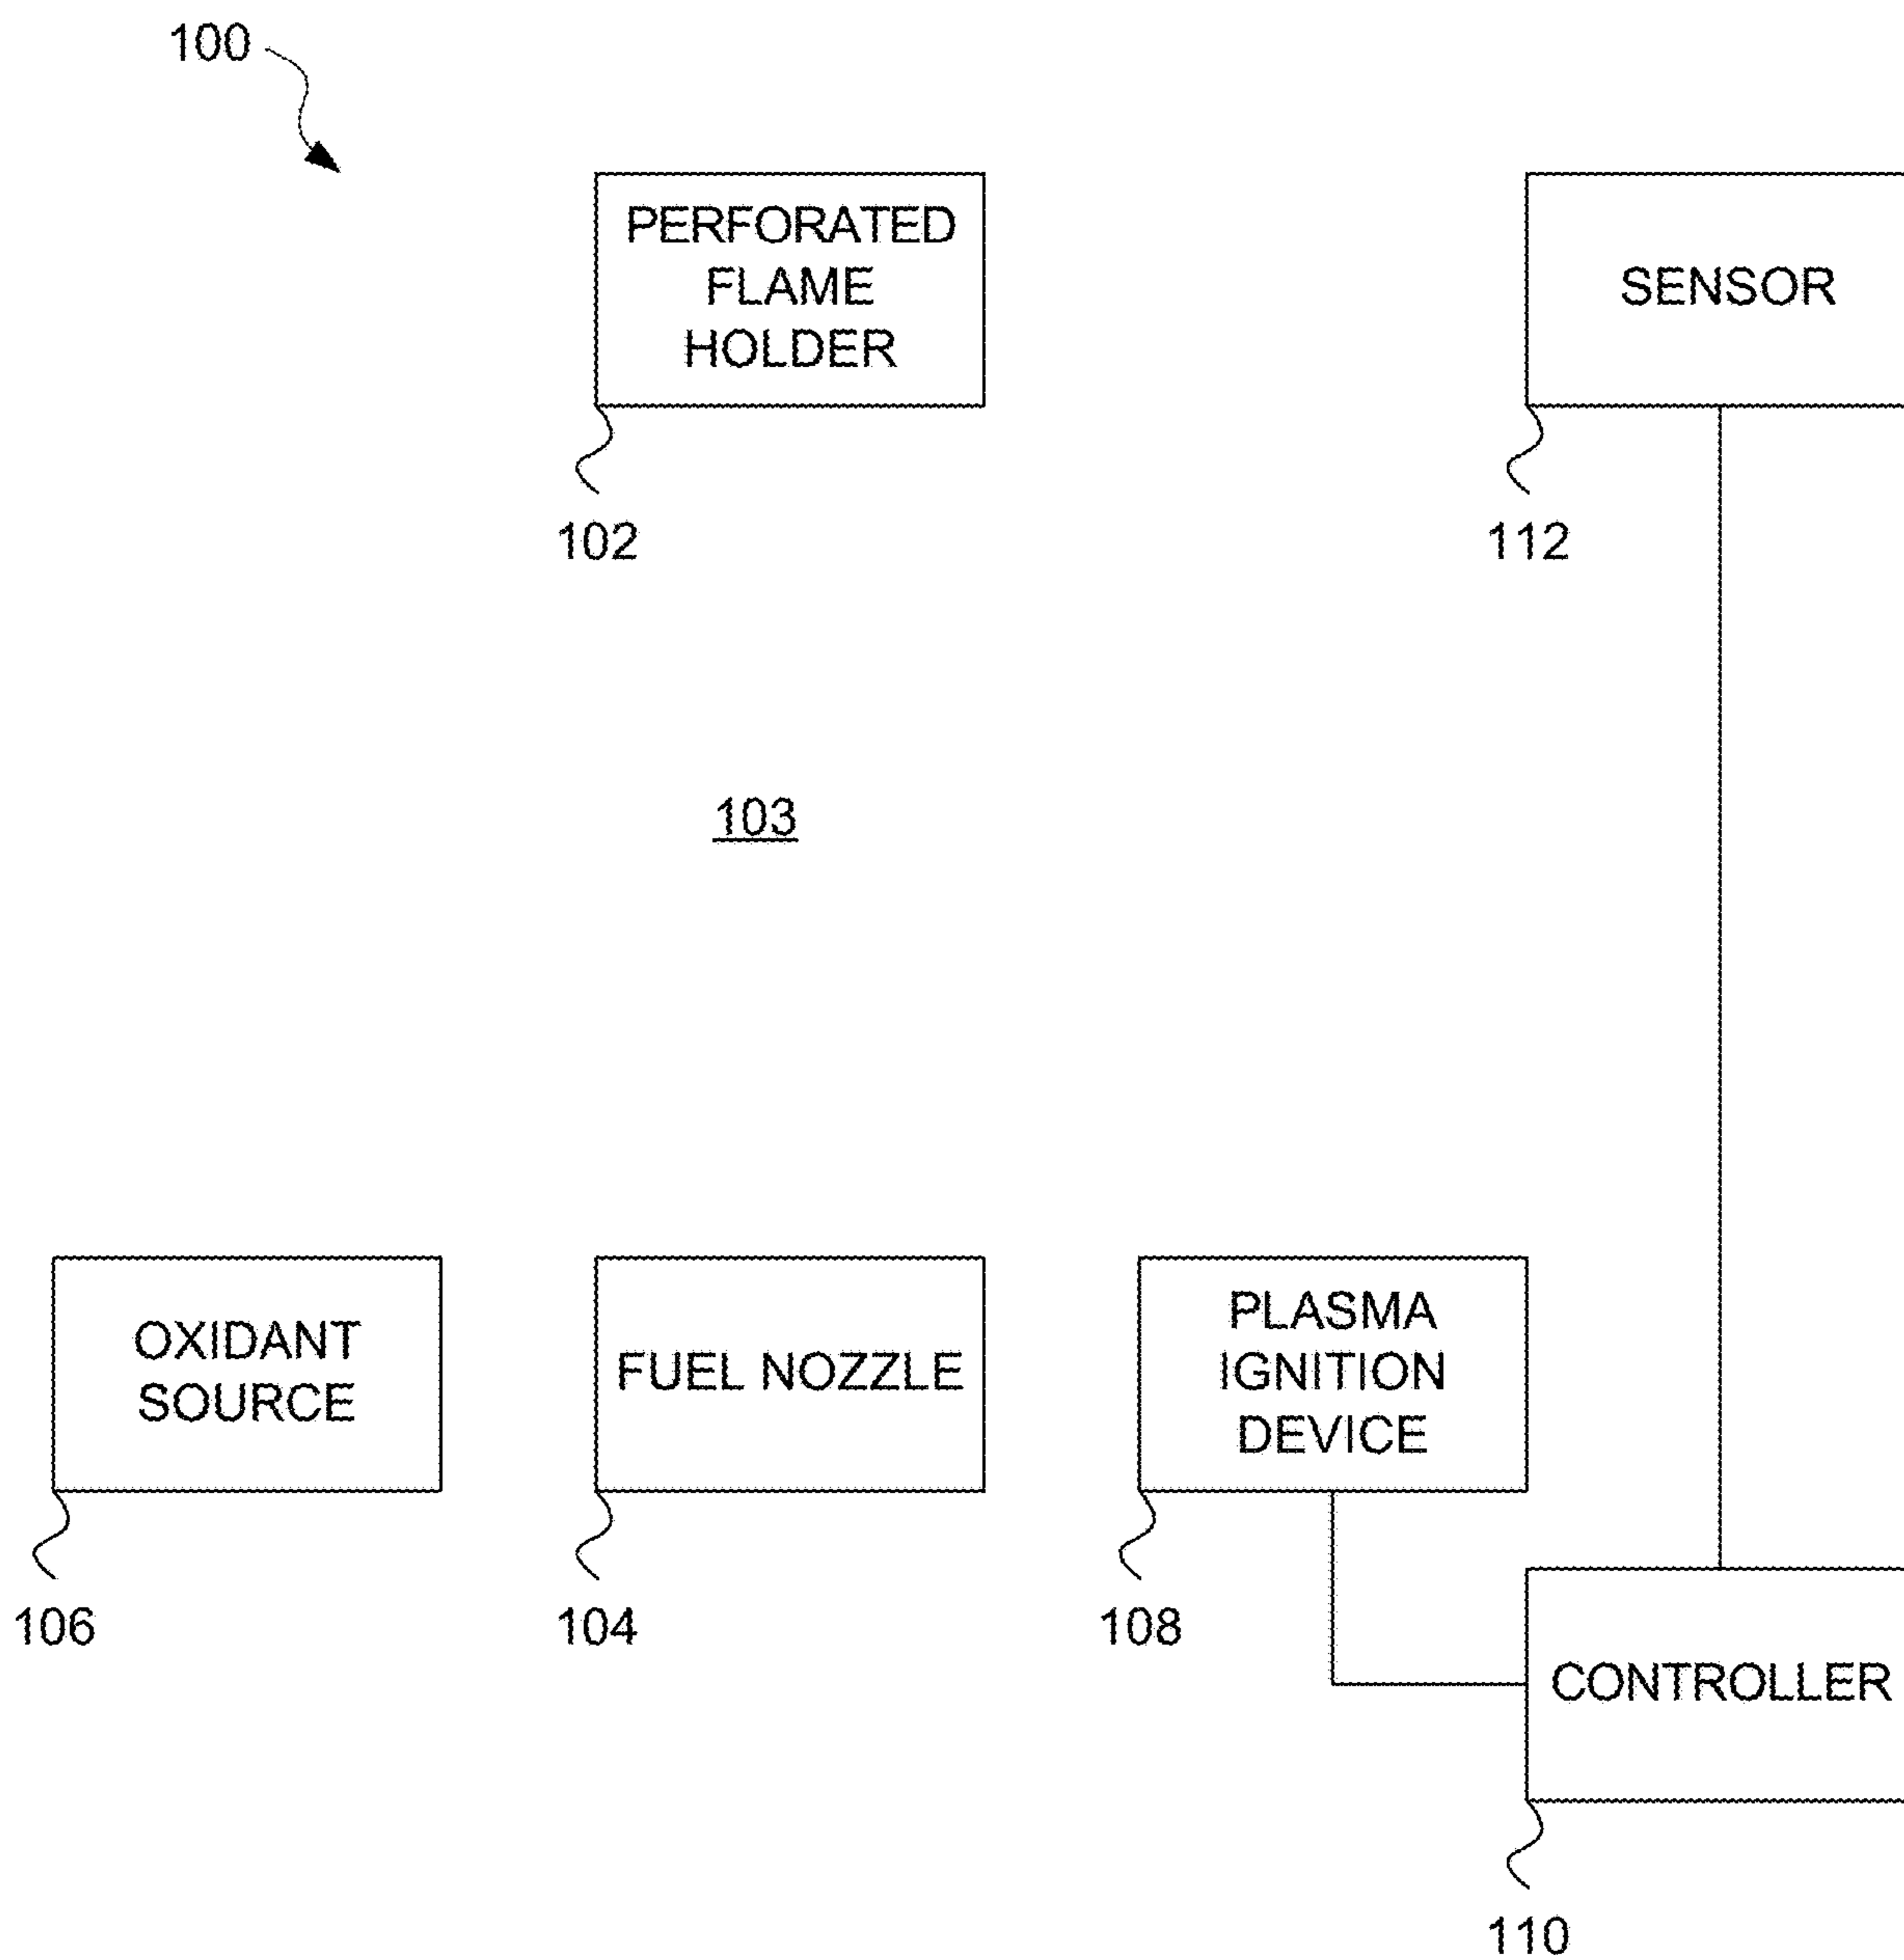 100
PERFORATED
FLAME
HOLDER
SENSOR
102
112
103
OXIDANT
SOURCE
FUEL NOZZLE
PLASMA
IGNITION
DEVICE
106
104
108
CONTROLLER
110